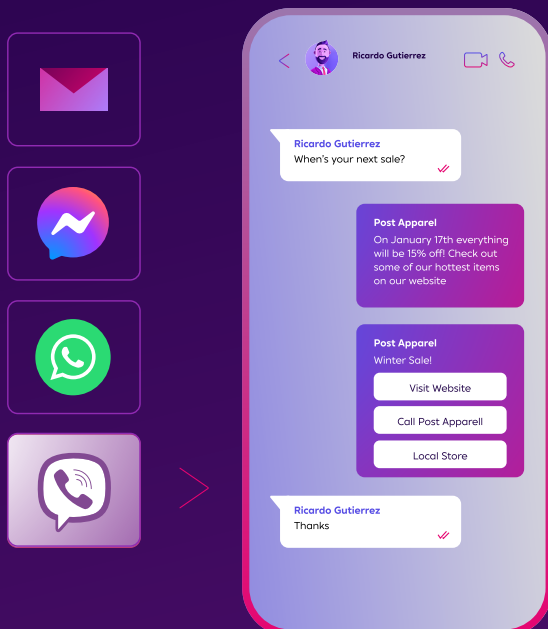 Ricardo Gutierrez
Ricardo Gutierrez
When's your next sale?
Post Apparel
On January 17th everything
will be 15% off! Check out
some of our hottest items
on our website
Post Apparel
Winter Sale!
Visit Website
Call Post Apparell
Local Store
Ricardo Gutierrez
Thanks